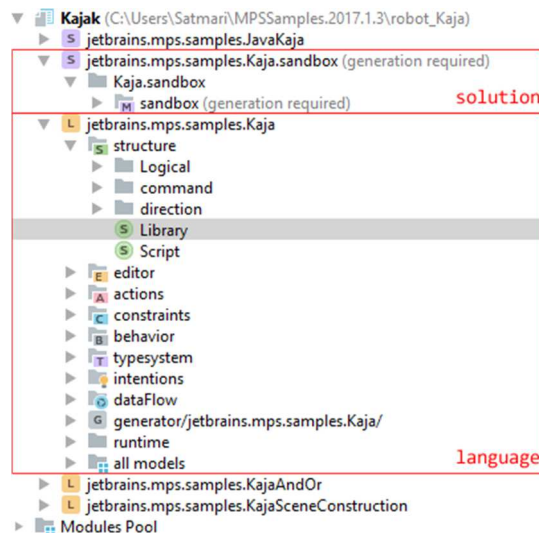 Kajak (C:\Users\Satmari\MPSSamples.2017.1.3\robot_Kaja)
S jetbrains.mps.samples.JavaKaja
S jetbrains.mps.samples.Kaja.sandbox (generation required)
Kaja.sandbox
M sandbox (generation required)
solution
L jetbrains.mps.samples.Kaja
S structure
Logical
command
direction
S Library
S Script
E editor
A actions
C constraints
B behavior
T typesystem
intentions
dataFlow
G generator/jetbrains.mps.samples.Kaja/
runtime
all models
language
L jetbrains.mps.samples.KajaAndOr
L jetbrains.mps.samples.KajaSceneConstruction
Modules Pool